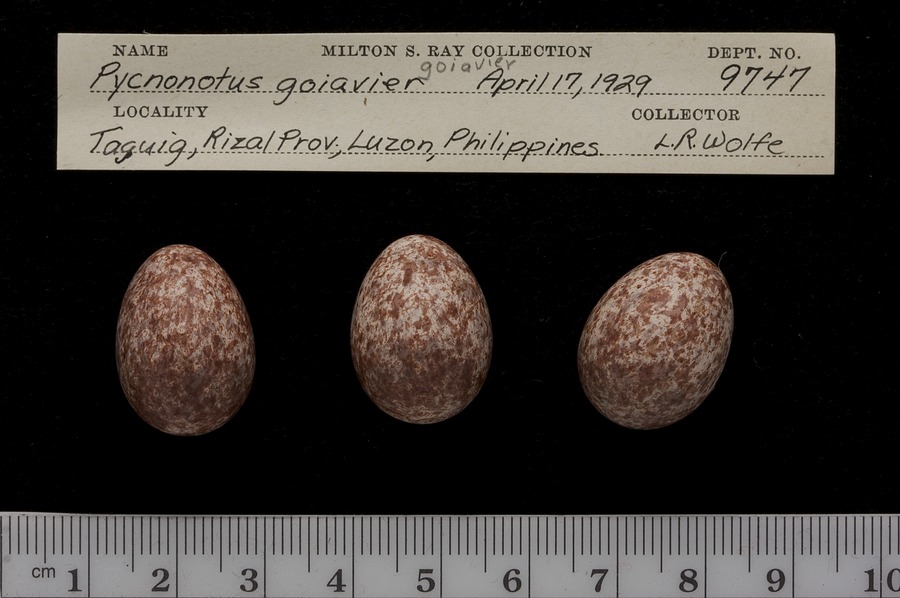 NAME MILTON S. RAY COLLECTION DEPT. NO.
goiavier
Pycnonotus goiavier April 17, 1929 9747
LOCALITY COLLECTOR
Taguig, Rizal Prov., Luzon, Philippines L.R. Wolfe
cm 1 2 3 4 5 6 7 8 9 10